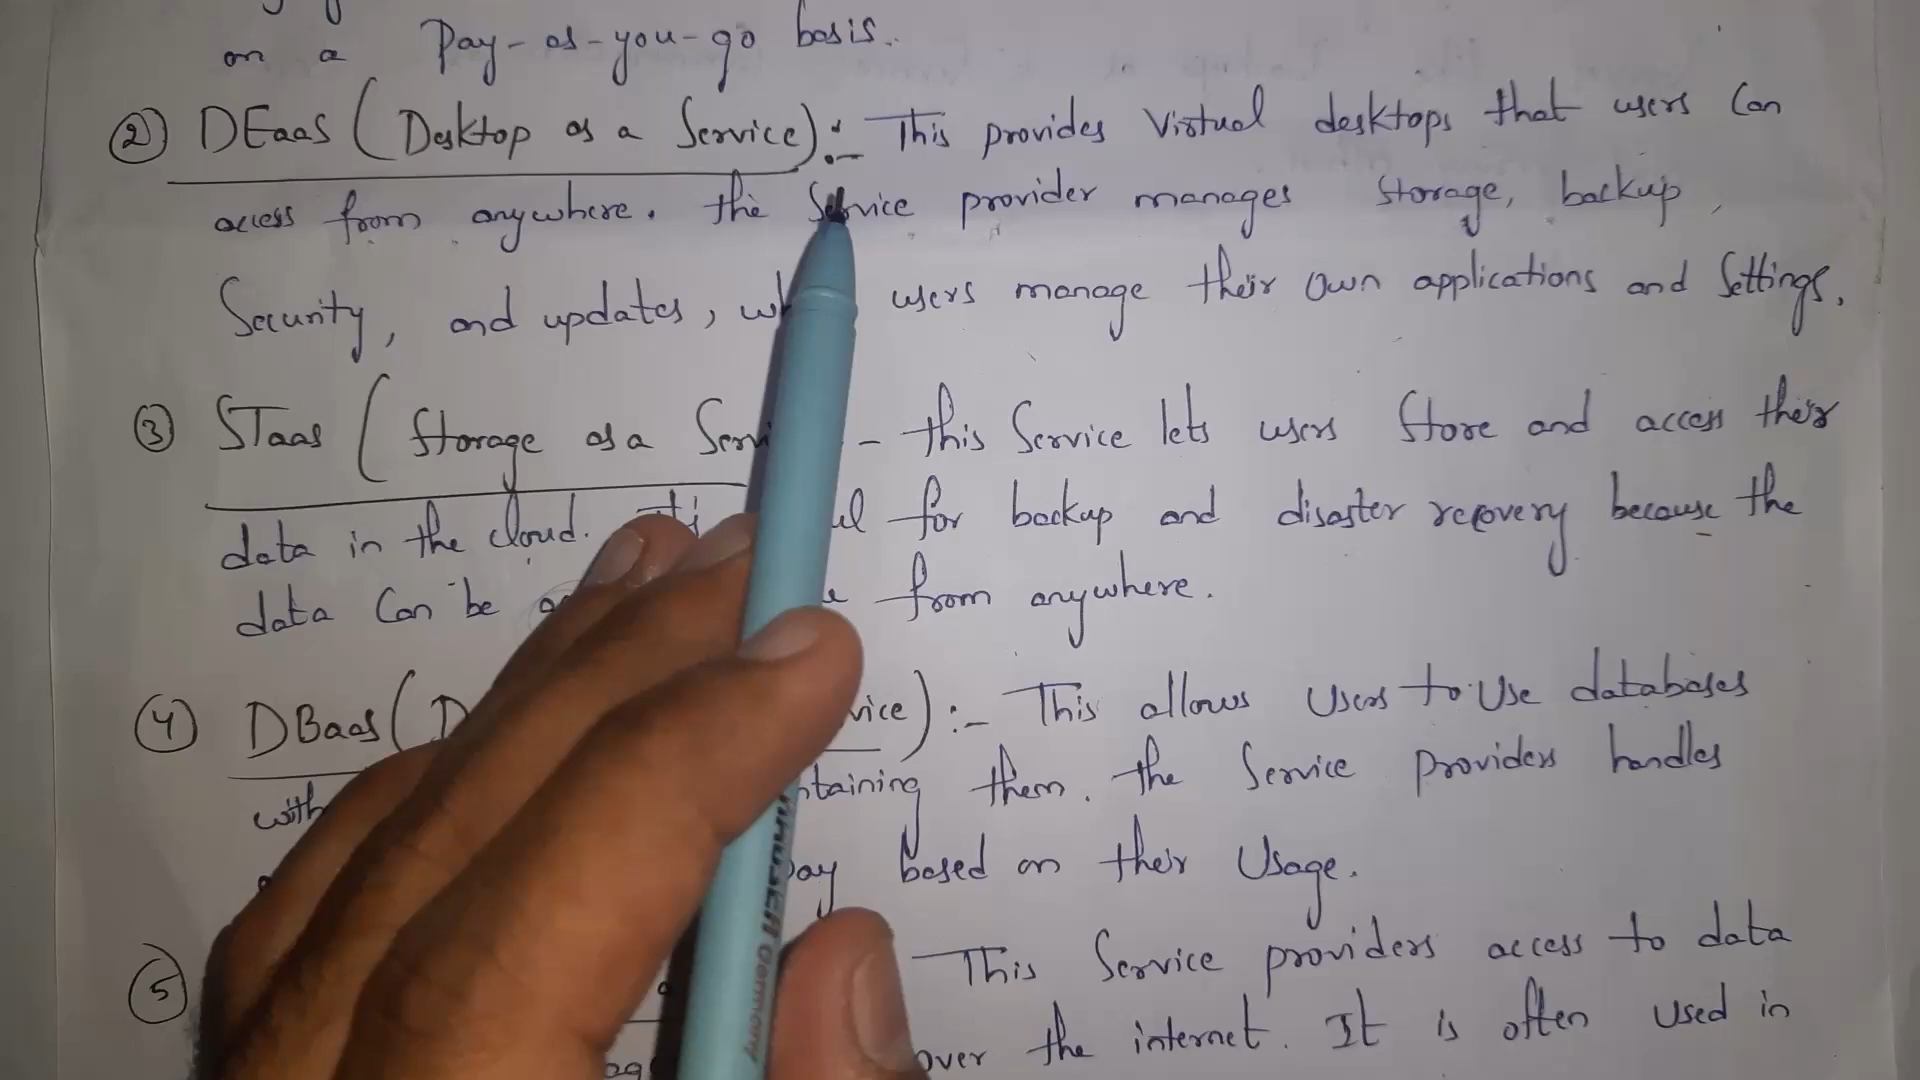 on a Pay-as-you-go basis.
② DEaaS (Desktop as a Service):- This provides Virtual desktops that users Can
access from anywhere. the Service provider manages Storage, backup,
Security, and updates, users manage their own applications and Settings.
③ STaas (Storage as a - this Service lets users Store and access their
data in the cloud. for backup and disaster recovery because the
data Can be from anywhere.
④ DBaas ( :- This allows Users to Use databases
them. the Service Providers handles
based on their Usage.
⑤ This Service providers access to data
over the internet. It is often used in